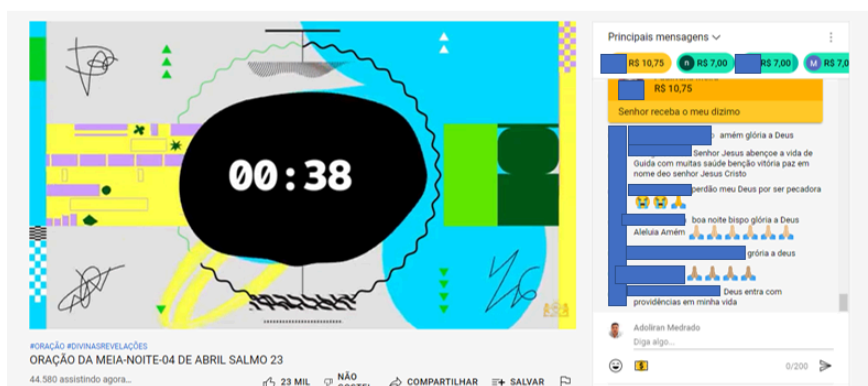 Principais mensagens
R$ 10,75
n R$ 7,00
R$ 7,00
M R$ 7,0
00:38
R$ 10,75
Senhor receba o meu dizimo
amém glória a Deus
Senhor Jesus abençoe a vida de
Guida com muitas saúde benção vitória paz em
nome deo senhor Jesus Cristo
perdão meu Deus por ser pecadora
boa noite bispo glória a Deus
Aleluia Amém
grória a deus
Deus entra com
providências em minha vida
Adoliran Medrado
Diga algo...
0/200
#ORAÇÃO #DIVINASREVELAÇÕES
ORAÇÃO DA MEIA-NOITE-04 DE ABRIL SALMO 23
44.580 assistindo agora...
23 MIL
NÃO
COMPARTILHAR
SALVAR